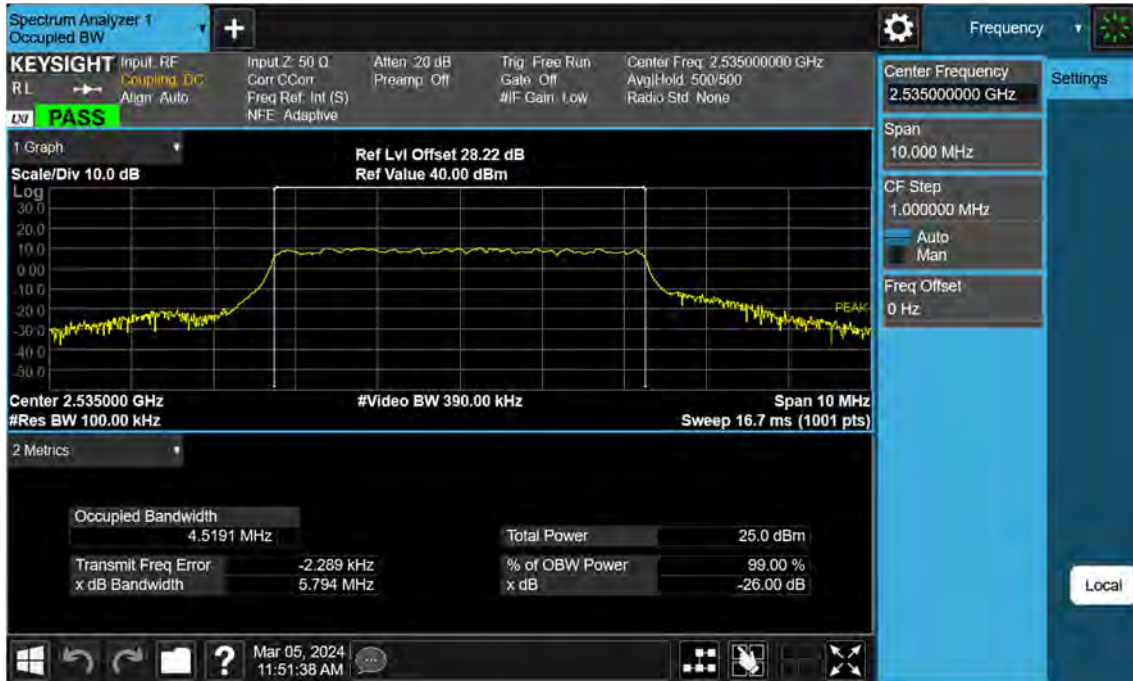 Spectrum Analyzer 1
Occupied BW
+
Frequency
KEYSIGHT
R L
LXI
PASS
Input: RF
Coupling: DC
Align: Auto
Input Z: 50 Ω
Corr CCorr
Freq Ref: Int (S)
NFE: Adaptive
Atten: 20 dB
Preamp: Off
Trig: Free Run
Gate: Off
#IF Gain: Low
Center Freq: 2.535000000 GHz
Avg|Hold: 500/500
Radio Std: None
Center Frequency
2.535000000 GHz
Settings
Span
10.000 MHz
CF Step
1.000000 MHz
Auto
Man
Freq Offset
0 Hz
1 Graph
Scale/Div 10.0 dB
Ref Lvl Offset 28.22 dB
Ref Value 40.00 dBm
Log
30.0
20.0
10.0
0.00
-10.0
-20.0
-30.0
-40.0
-50.0
PEAK
Center 2.535000 GHz
#Video BW 390.00 kHz
Span 10 MHz
#Res BW 100.00 kHz
Sweep 16.7 ms (1001 pts)
2 Metrics
Occupied Bandwidth
4.5191 MHz
Total Power 25.0 dBm
Transmit Freq Error -2.289 kHz
% of OBW Power 99.00 %
x dB Bandwidth 5.794 MHz
x dB -26.00 dB
Local
?
Mar 05, 2024
11:51:38 AM